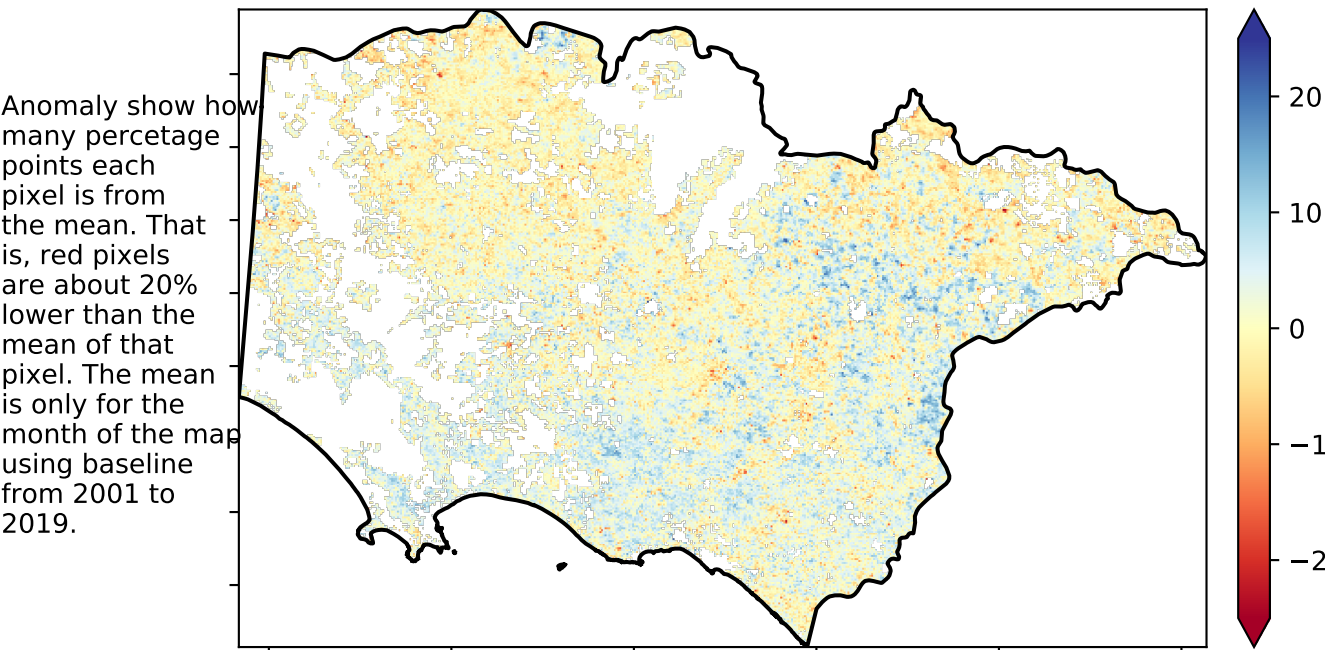 Anomaly show how
many percetage
points each
pixel is from
the mean. That
is, red pixels
are about 20%
lower than the
mean of that
pixel. The mean
is only for the
month of the map
using baseline
from 2001 to
2019.
20
10
0
−1
−2